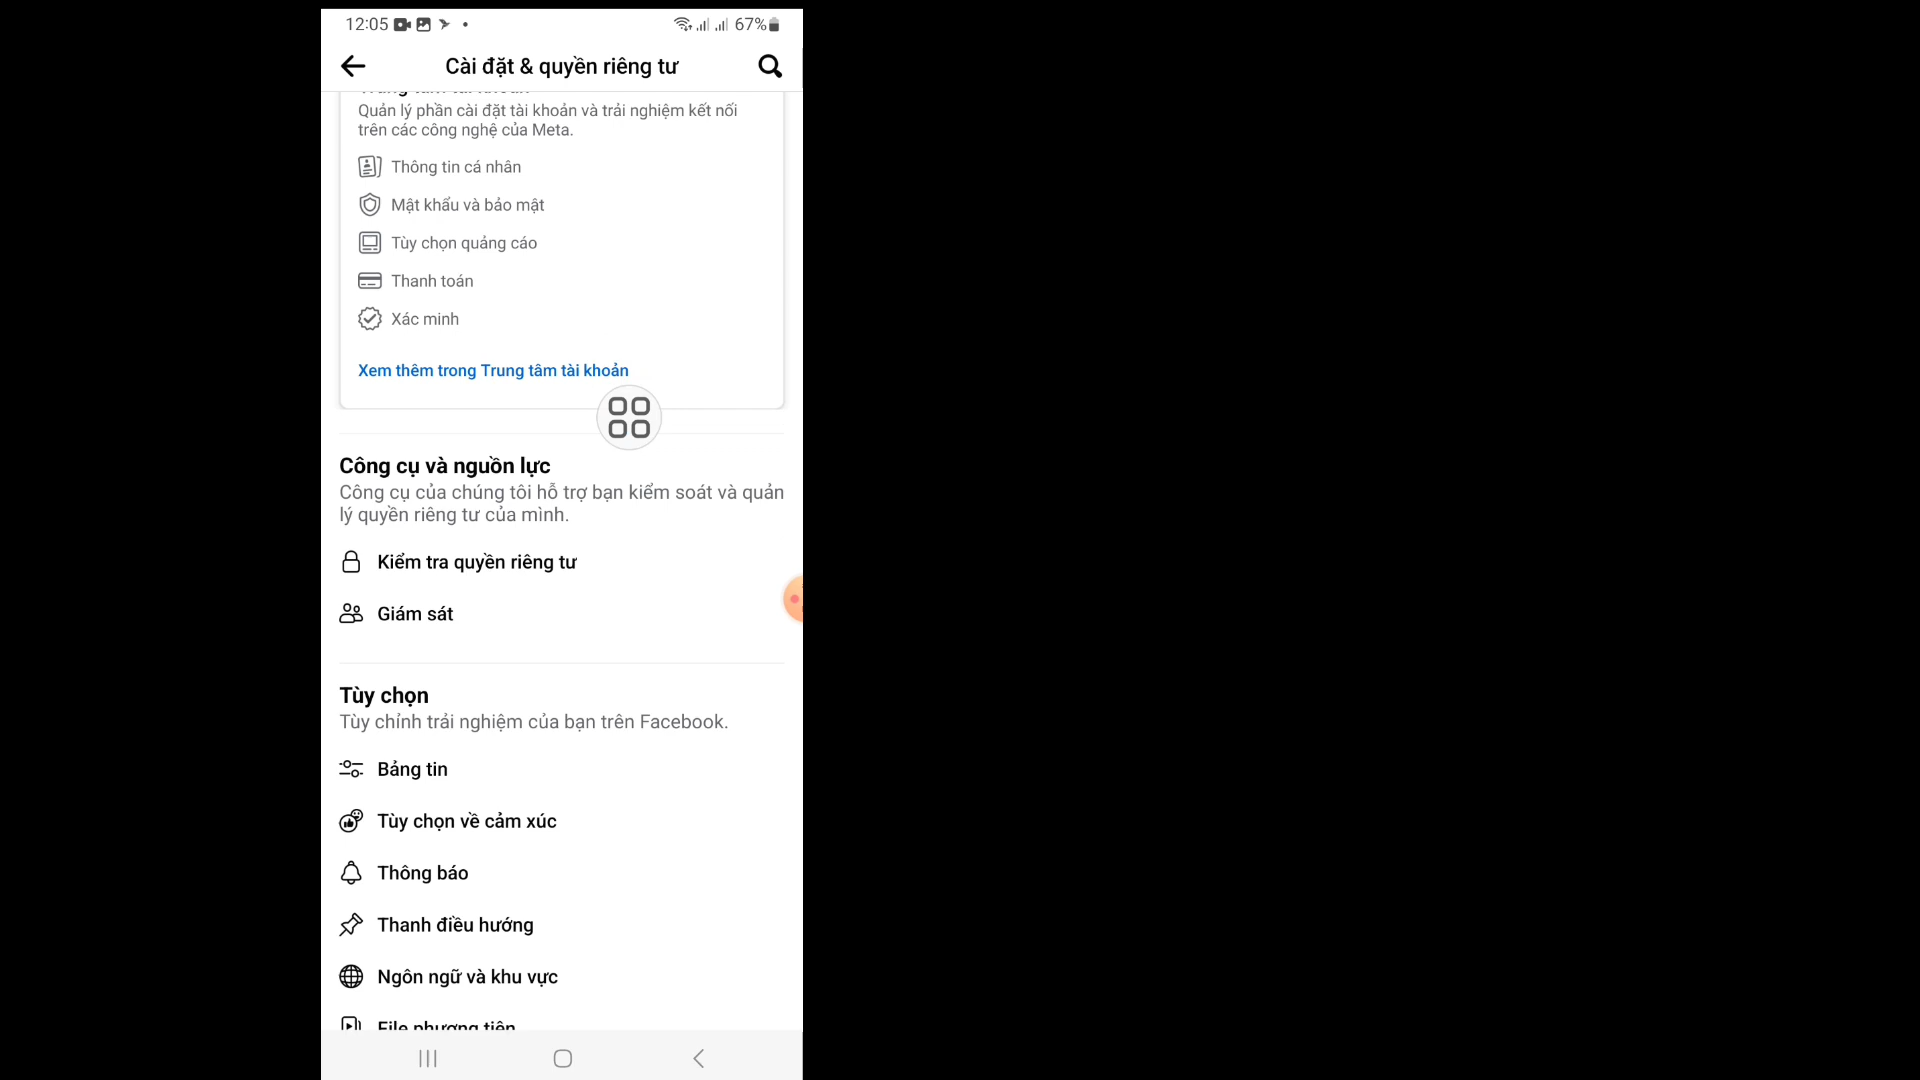 12:05
67%
Cài đặt & quyền riêng tư
Quản lý phần cài đặt tài khoản và trải nghiệm kết nối
trên các công nghệ của Meta.
Thông tin cá nhân
Mật khẩu và bảo mật
Tùy chọn quảng cáo
Thanh toán
Xác minh
Xem thêm trong Trung tâm tài khoản
Công cụ và nguồn lực
Công cụ của chúng tôi hỗ trợ bạn kiểm soát và quản
lý quyền riêng tư của mình.
Kiểm tra quyền riêng tư
Giám sát
Tùy chọn
Tùy chỉnh trải nghiệm của bạn trên Facebook.
Bảng tin
Tùy chọn về cảm xúc
Thông báo
Thanh điều hướng
Ngôn ngữ và khu vực
File phương tiện